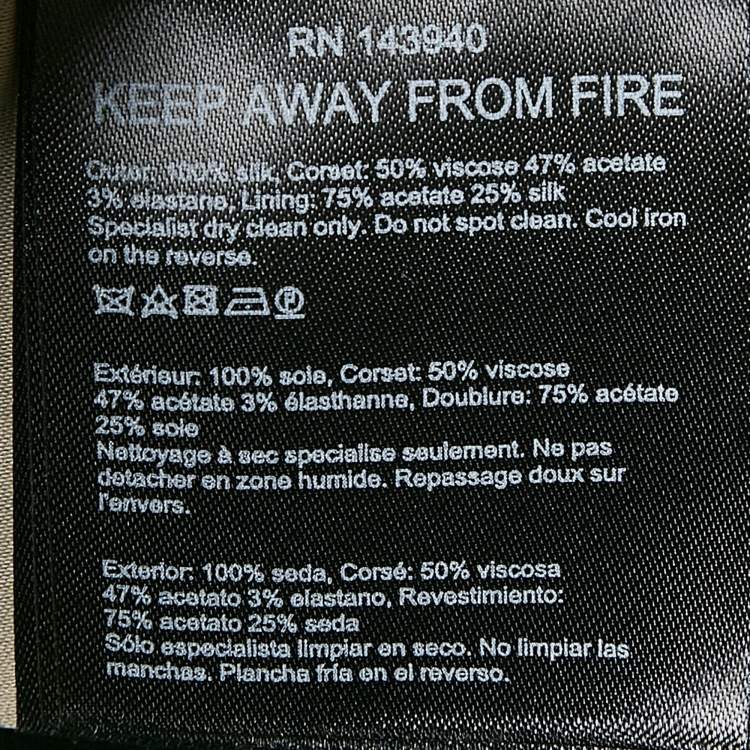 RN 143940
KEEP AWAY FROM FIRE
Outer: 100% silk, Corset: 50% viscose 47% acetate
3% elastane, Lining: 75% acetate 25% silk
Specialist dry clean only. Do not spot clean. Cool iron
on the reverse.
P
Extérieur: 100% soie, Corset: 50% viscose
47% acétate 3% élasthanne, Doublure: 75% acétate
25% soie
Nettoyage à sec specialise seulement. Ne pas
detacher en zone humide. Repassage doux sur
l'envers.
Exterior: 100% seda, Corsé: 50% viscosa
47% acetato 3% elastano, Revestimiento:
75% acetato 25% seda
Sólo especialista limpiar en seco. No limpiar las
manchas. Plancha fría en el reverso.